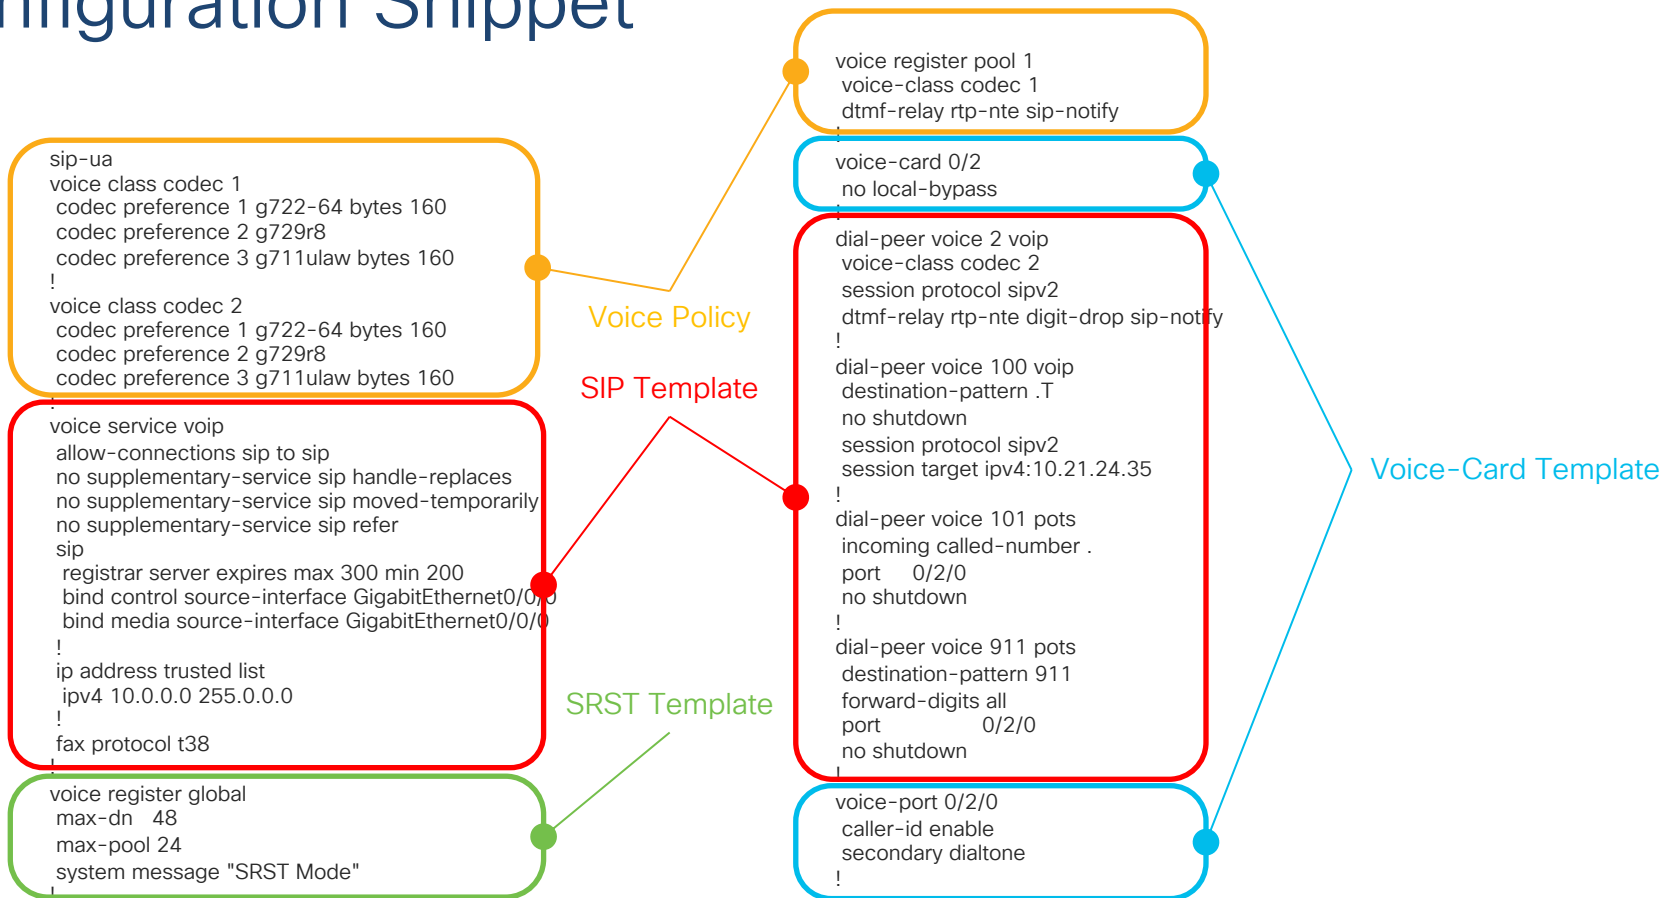 nfiguration Snippet
sip-ua
voice class codec 1
codec preference 1 g722-64 bytes 160
codec preference 2 g729r8
codec preference 3 g711ulaw bytes 160
!
voice class codec 2
codec preference 1 g722-64 bytes 160
codec preference 2 g729r8
codec preference 3 g711ulaw bytes 160
!
voice service voip
allow-connections sip to sip
no supplementary-service sip handle-replaces
no supplementary-service sip moved-temporarily
no supplementary-service sip refer
sip
registrar server expires max 300 min 200
bind control source-interface GigabitEthernet0/0/0
bind media source-interface GigabitEthernet0/0/0
!
ip address trusted list
ipv4 10.0.0.0 255.0.0.0
!
fax protocol t38
!
voice register global
max-dn 48
max-pool 24
system message "SRST Mode"
!
Voice Policy
SIP Template
SRST Template
voice register pool 1
voice-class codec 1
dtmf-relay rtp-nte sip-notify
!
voice-card 0/2
no local-bypass
!
dial-peer voice 2 voip
voice-class codec 2
session protocol sipv2
dtmf-relay rtp-nte digit-drop sip-notify
!
dial-peer voice 100 voip
destination-pattern .T
no shutdown
session protocol sipv2
session target ipv4:10.21.24.35
!
dial-peer voice 101 pots
incoming called-number .
port 0/2/0
no shutdown
!
dial-peer voice 911 pots
destination-pattern 911
forward-digits all
port 0/2/0
no shutdown
!
voice-port 0/2/0
caller-id enable
secondary dialtone
!
Voice-Card Template